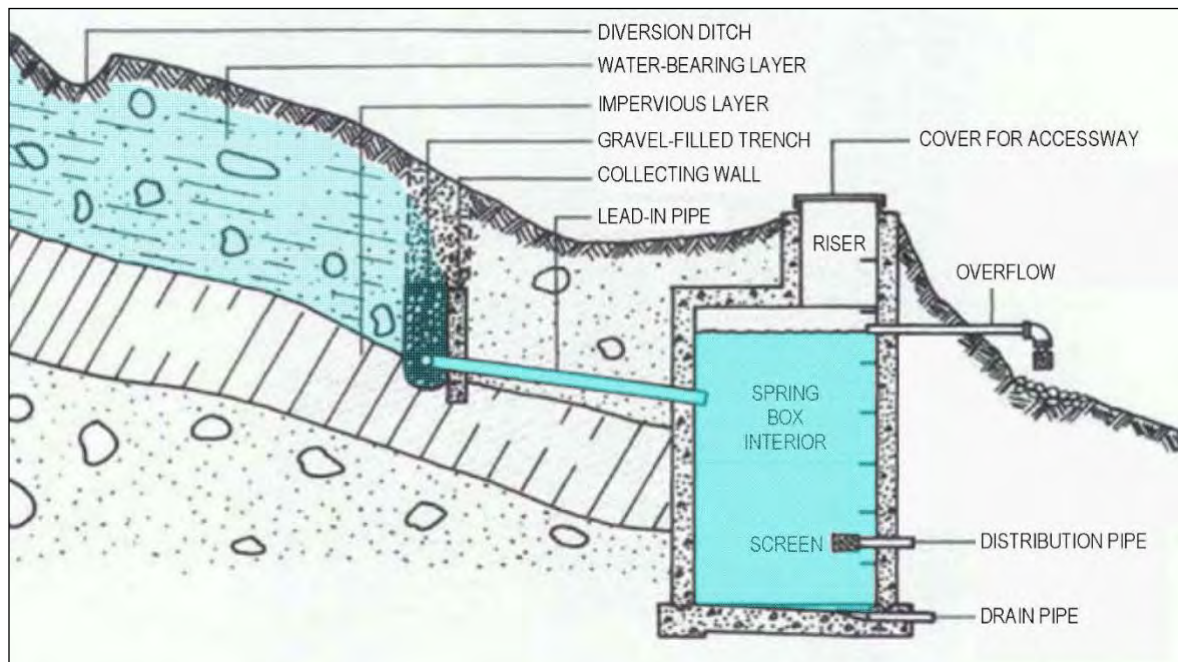 DIVERSION DITCH
WATER-BEARING LAYER
IMPERVIOUS LAYER
GRAVEL-FILLED TRENCH
COLLECTING WALL
LEAD-IN PIPE
COVER FOR ACCESSWAY
RISER
OVERFLOW
SPRING
BOX
INTERIOR
SCREEN
DISTRIBUTION PIPE
DRAIN PIPE